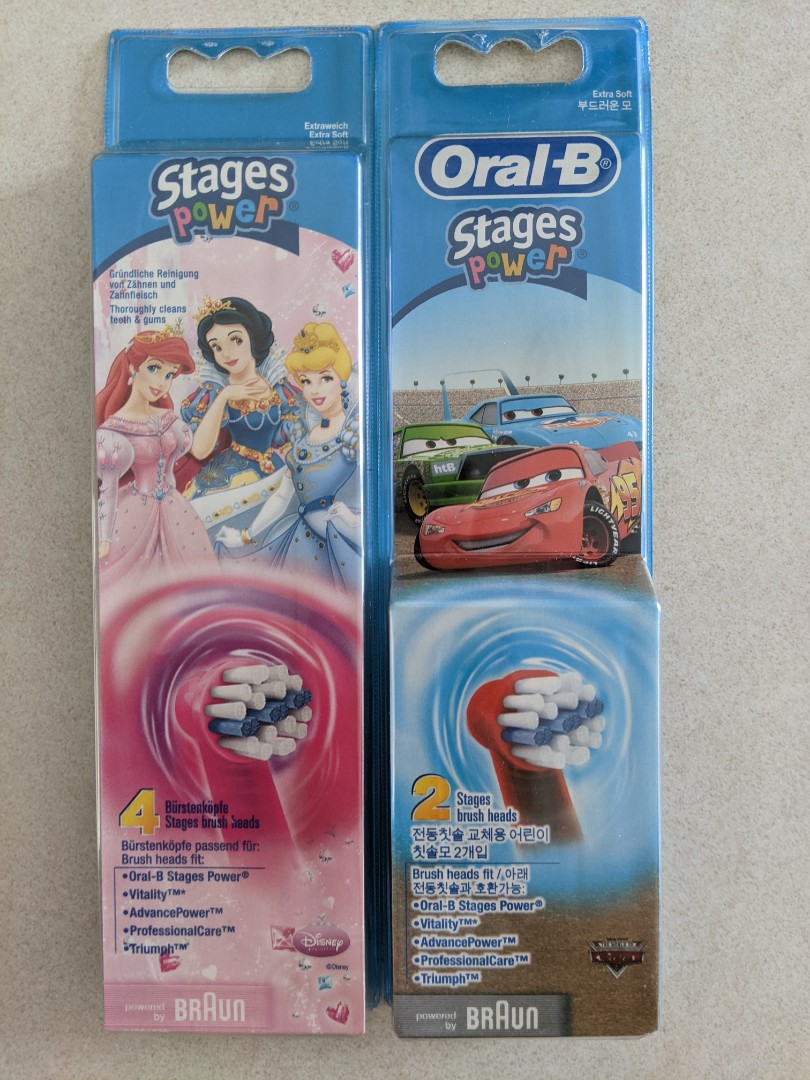 Extraweich
Extra Soft
Stages
power®
Gründliche Reinigung
von Zähnen und
Zahnfleisch
Thoroughly cleans
teeth & gums
4
Bürstenköpfe
Stages brush heads
Bürstenköpfe passend für:
Brush heads fit:
•Oral-B Stages Power®
•Vitality™*
•AdvancePower™
•ProfessionalCare™
•Triumph™
Disney
©Disney
powered
by
BRAUN
Extra Soft
부드러운 모
Oral-B®
Stages
power®
htB
43
43
95
LIGHTYEAR
2
Stages
brush heads
전동칫솔 교체용 어린이
칫솔모 2개입
Brush heads fit / 아래
전동칫솔과 호환가능:
•Oral-B Stages Power®
•Vitality™*
•AdvancePower™
•ProfessionalCare™
•Triumph™
powered
by
BRAUN